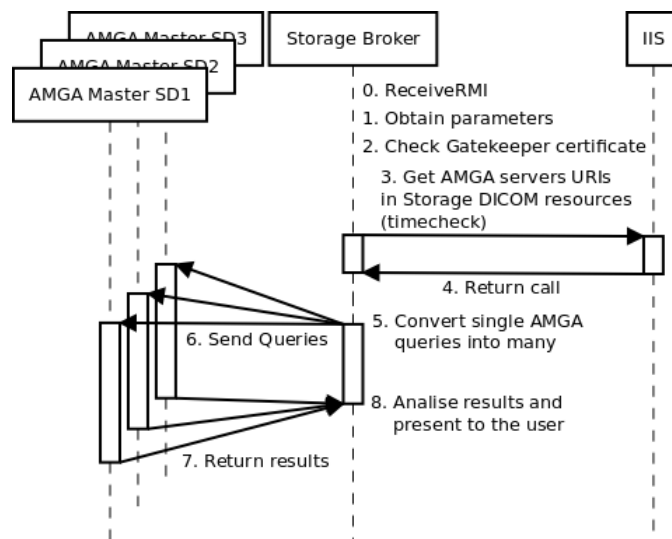 AMGA Master SD3
AMGA Master SD2
AMGA Master SD1
Storage Broker
IIS
0. ReceiveRMI
1. Obtain parameters
2. Check Gatekeeper certificate
3. Get AMGA servers URIs
in Storage DICOM resources
(timecheck)
4. Return call
5. Convert single AMGA
queries into many
6. Send Queries
8. Analise results and
present to the user
7. Return results